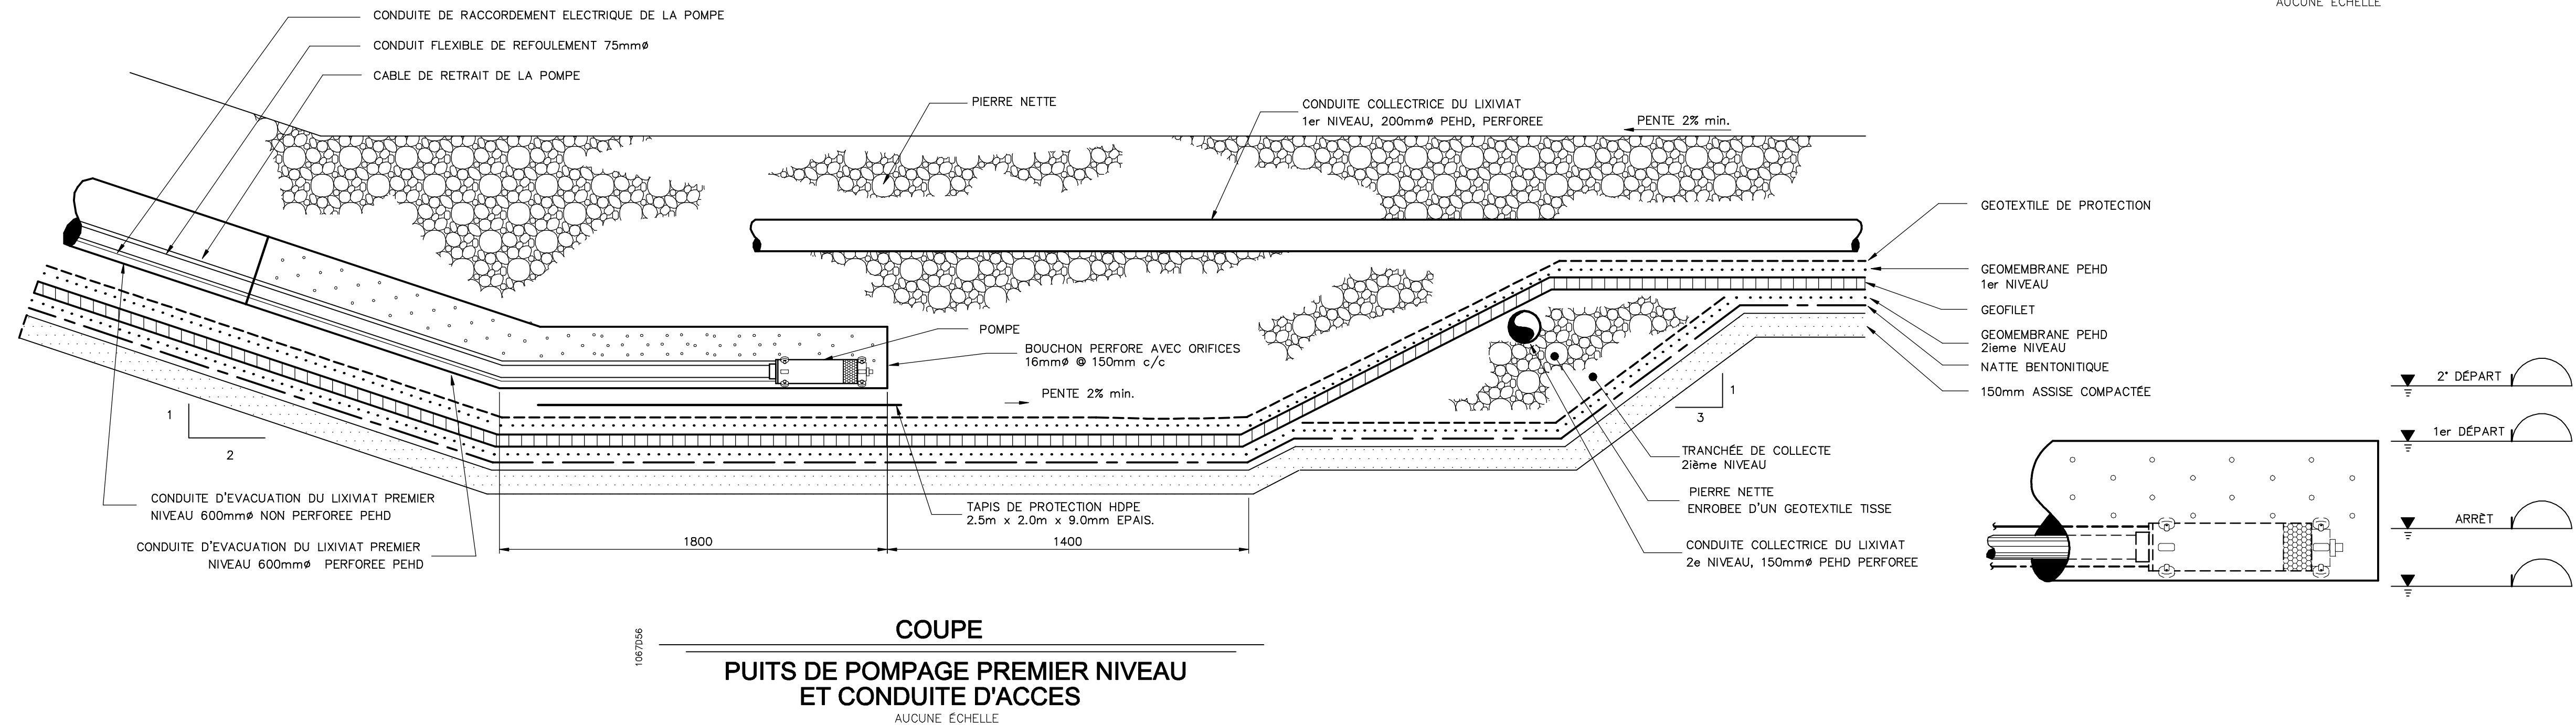 AUCUNE ÉCHELLE
CONDUITE DE RACCORDEMENT ELECTRIQUE DE LA POMPE
CONDUIT FLEXIBLE DE REFOULEMENT 75mmø
CABLE DE RETRAIT DE LA POMPE
PIERRE NETTE
CONDUITE COLLECTRICE DU LIXIVIAT
1er NIVEAU, 200mmø PEHD, PERFOREE
PENTE 2% min.
GEOTEXTILE DE PROTECTION
GEOMEMBRANE PEHD
1er NIVEAU
GEOFILET
GEOMEMBRANE PEHD
2ieme NIVEAU
NATTE BENTONITIQUE
150mm ASSISE COMPACTÉE
POMPE
BOUCHON PERFORE AVEC ORIFICES
16mmø @ 150mm c/c
PENTE 2% min.
1
2
1
3
2° DÉPART
1er DÉPART
ARRÊT
TRANCHÉE DE COLLECTE
2ième NIVEAU
PIERRE NETTE
ENROBEE D'UN GEOTEXTILE TISSE
CONDUITE COLLECTRICE DU LIXIVIAT
2e NIVEAU, 150mmø PEHD PERFOREE
CONDUITE D'EVACUATION DU LIXIVIAT PREMIER
NIVEAU 600mmø NON PERFOREE PEHD
CONDUITE D'EVACUATION DU LIXIVIAT PREMIER
NIVEAU 600mmø PERFOREE PEHD
TAPIS DE PROTECTION HDPE
2.5m x 2.0m x 9.0mm EPAIS.
1800
1400
1067D56
COUPE
PUITS DE POMPAGE PREMIER NIVEAU
ET CONDUITE D'ACCES
AUCUNE ÉCHELLE